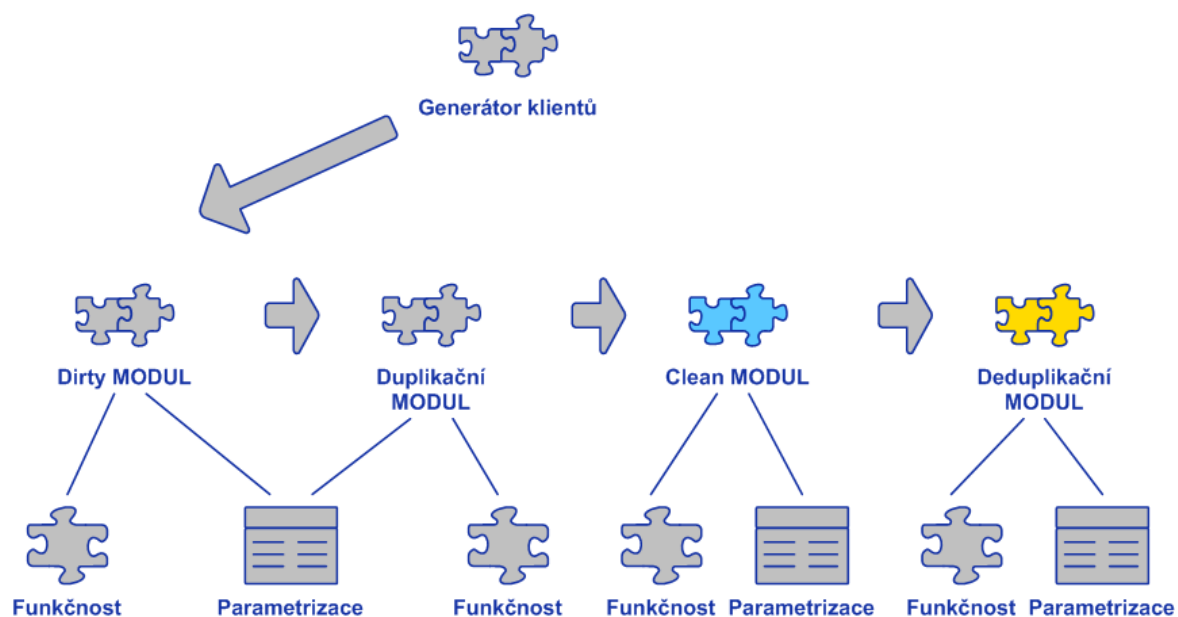 Generátor klientů
Dirty MODUL
Duplikační
MODUL
Clean MODUL
Deduplikační
MODUL
Funkčnost
Parametrizace
Funkčnost
Funkčnost
Parametrizace
Funkčnost
Parametrizace